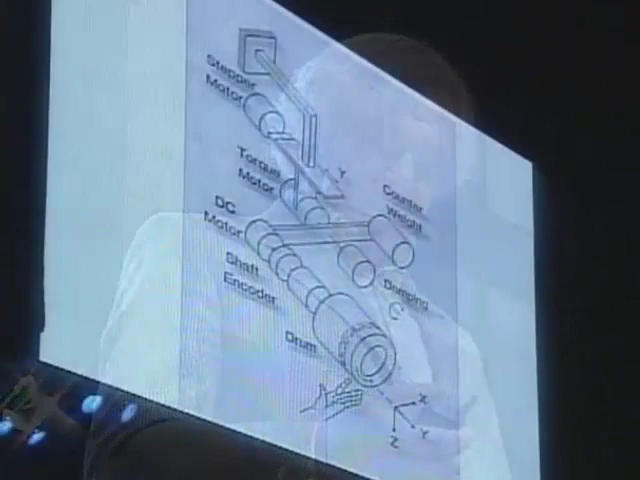 Stepper
Motor
Torque
Motor
Y
Counter
Weight
DC
Motor
Shaft
Encoder
Damping
Drum
X
Y
Z